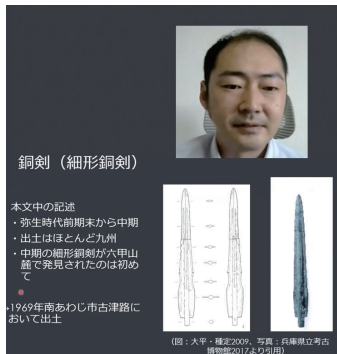 銅剣（細形銅剣）
本文中の記述
・弥生時代前期末から中期
・出土はほとんど九州
・中期の細形銅剣が六甲山
麓で発見されたのは初め
て
・1969年南あわじ市古津路に
おいて出土
（図：大平・種定2009、写真：兵庫県立考古
博物館2017より引用）